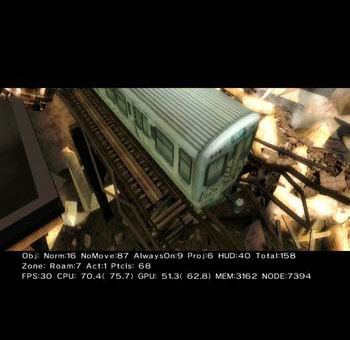 Obj: Norm:16 NoMove:87 AlwaysOn:9 Proj:6 HUD:40 Total:158
Zone: Roam:7 Act:1 Ptcls: 68
FPS:30 CPU: 70.4( 75.7) GPU: 51.3( 62.8) MEM:3162 NODE:7394